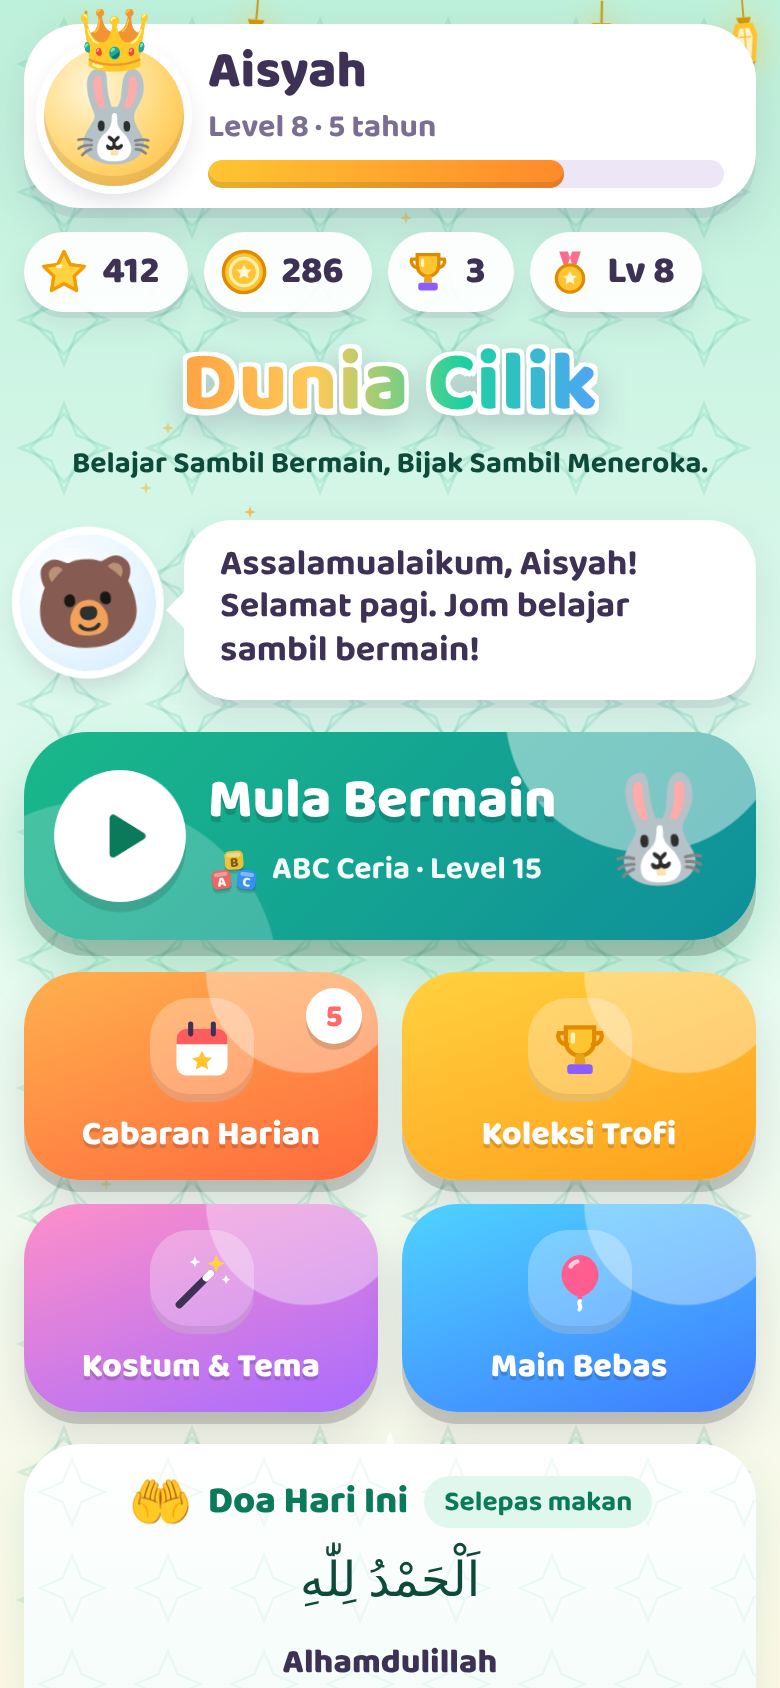 Aisyah
Level 8 · 5 tahun
412
286
3
Lv 8
Dunia Cilik
Belajar Sambil Bermain, Bijak Sambil Meneroka.
Assalamualaikum, Aisyah!
Selamat pagi. Jom belajar
sambil bermain!
Mula Bermain
A B C
ABC Ceria · Level 15
5
Cabaran Harian
Koleksi Trofi
Kostum & Tema
Main Bebas
Doa Hari Ini
Selepas makan
اَلْحَمْدُ لِلّٰهِ
Alhamdulillah